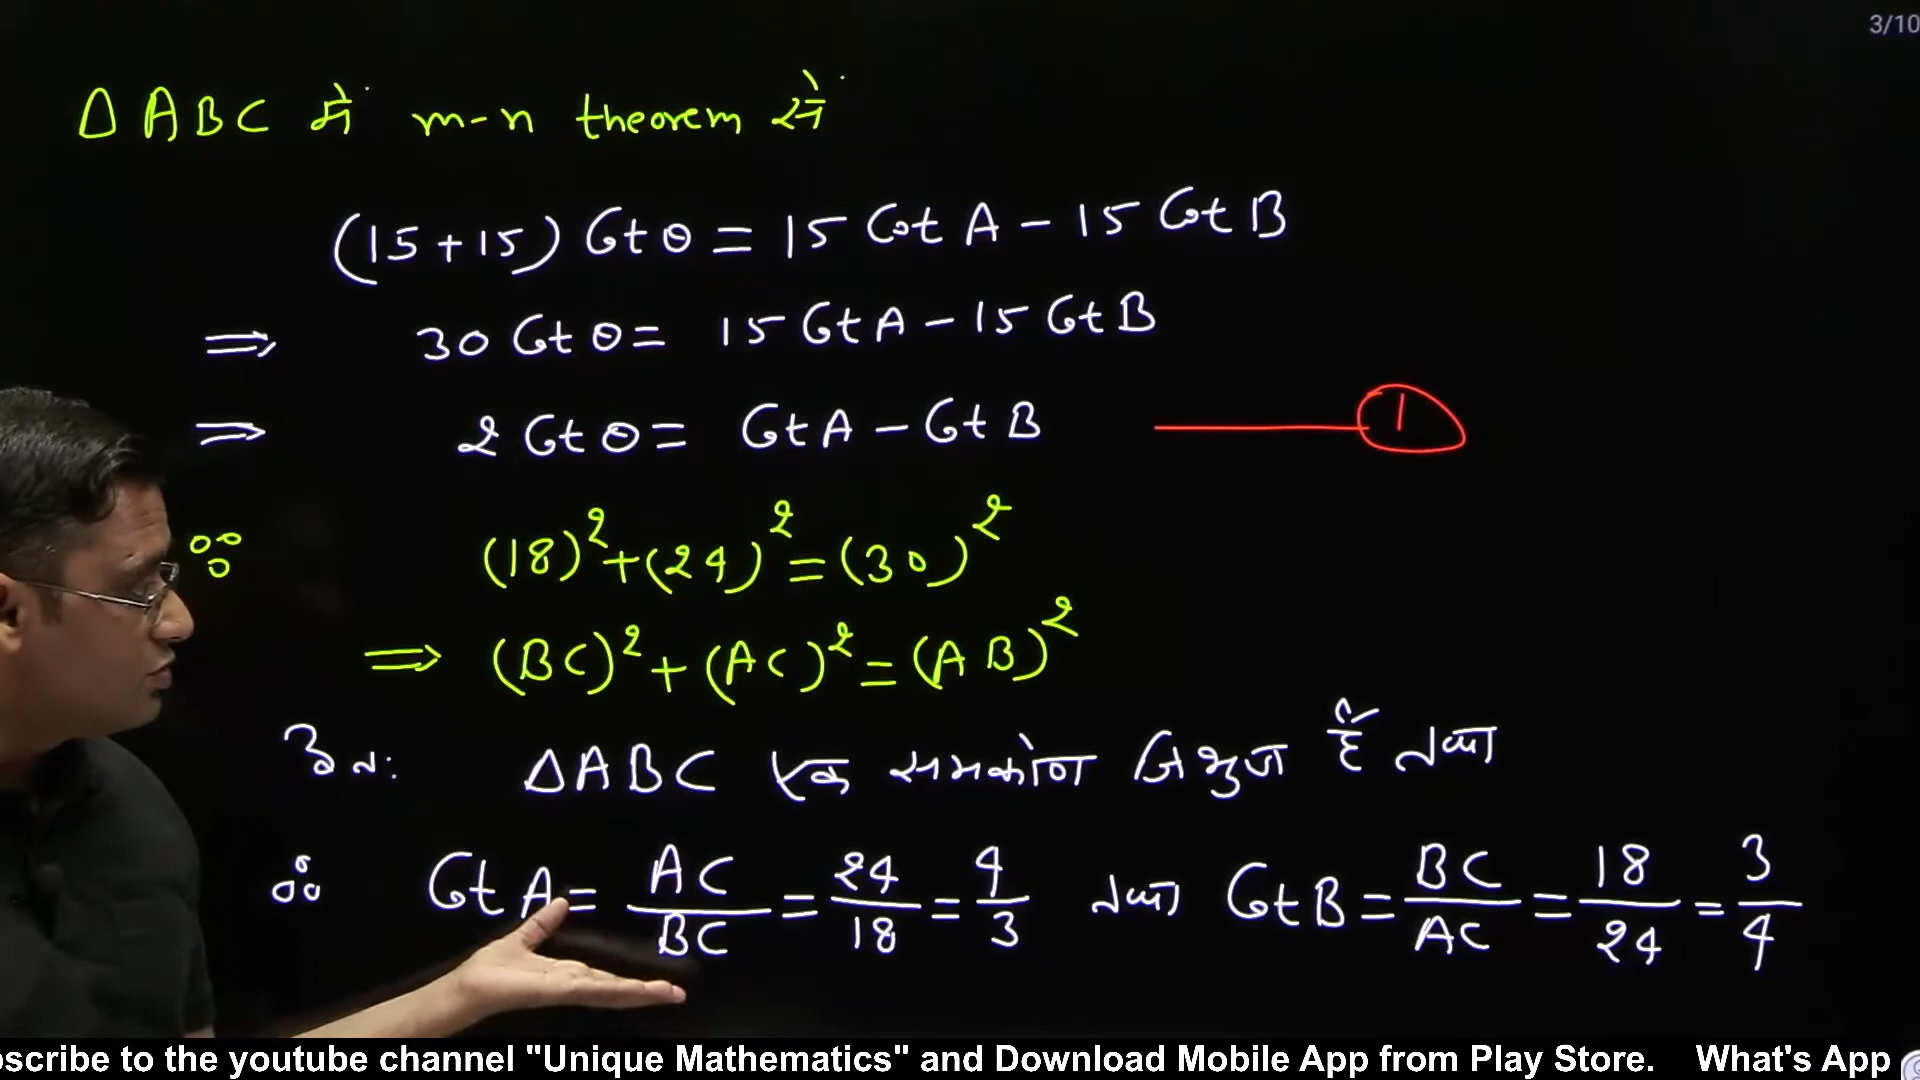 3/10
Δ ABC में m-n theorem से
(15+15) Cot θ = 15 Cot A - 15 Cot B
⇒ 30 Cot θ = 15 Cot A - 15 Cot B
⇒ 2 Cot θ = Cot A - Cot B —— 1
∵ (18)² + (24)² = (30)²
⇒ (BC)² + (AC)² = (AB)²
अतः ΔABC एक समकोण त्रिभुज है तथा
∴ Cot A = AC/BC = 24/18 = 4/3 तथा Cot B = BC/AC = 18/24 = 3/4
scribe to the youtube channel "Unique Mathematics" and Download Mobile App from Play Store. What's App